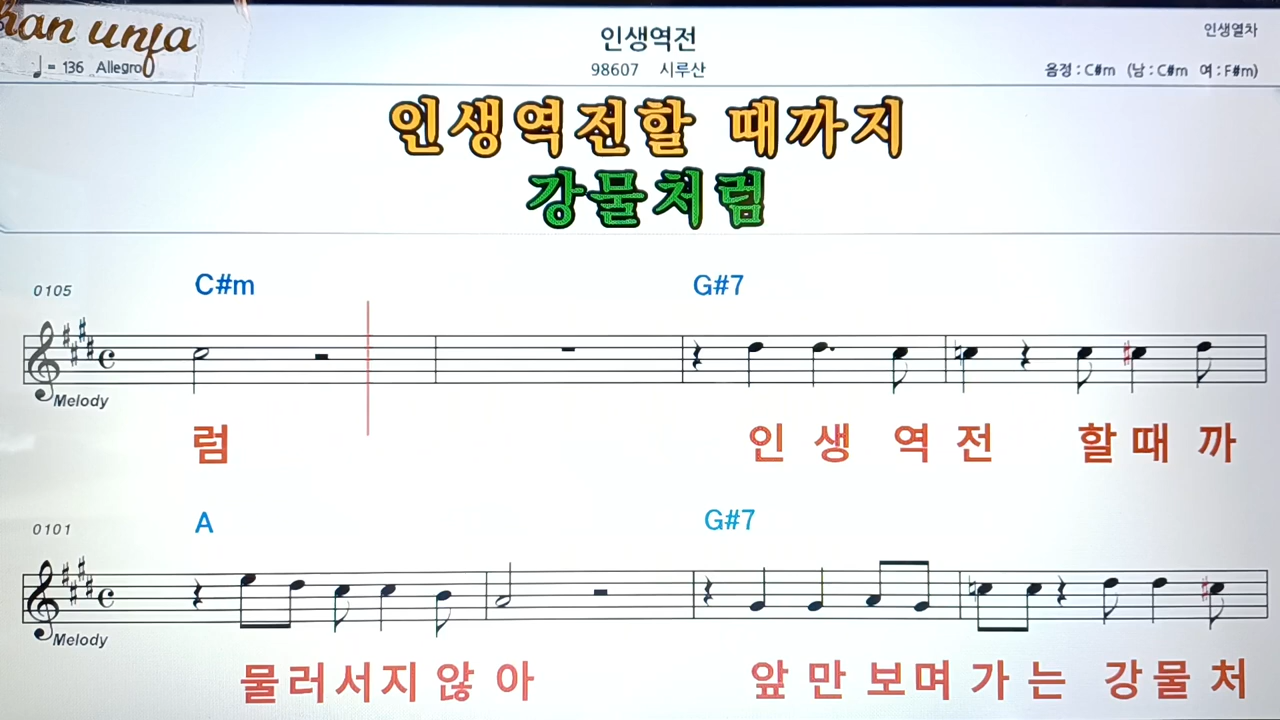 인생역전
인생열차
♩= 136 Allegro
98607 시루산
음정 : C#m (남 : C#m 여 : F#m)
인생역전할 때까지
강물처럼
0105
C#m G#7
Melody
럼 인 생 역 전 할 때 까
0101
A G#7
Melody
물러서지 않 아 앞 만 보며 가 는 강 물 처